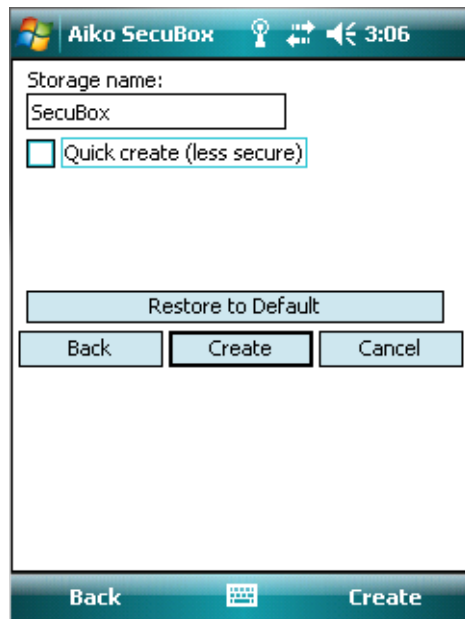 Aiko SecuBox 3:06
Storage name:
SecuBox
Quick create (less secure)
Restore to Default
Back Create Cancel
Back Create